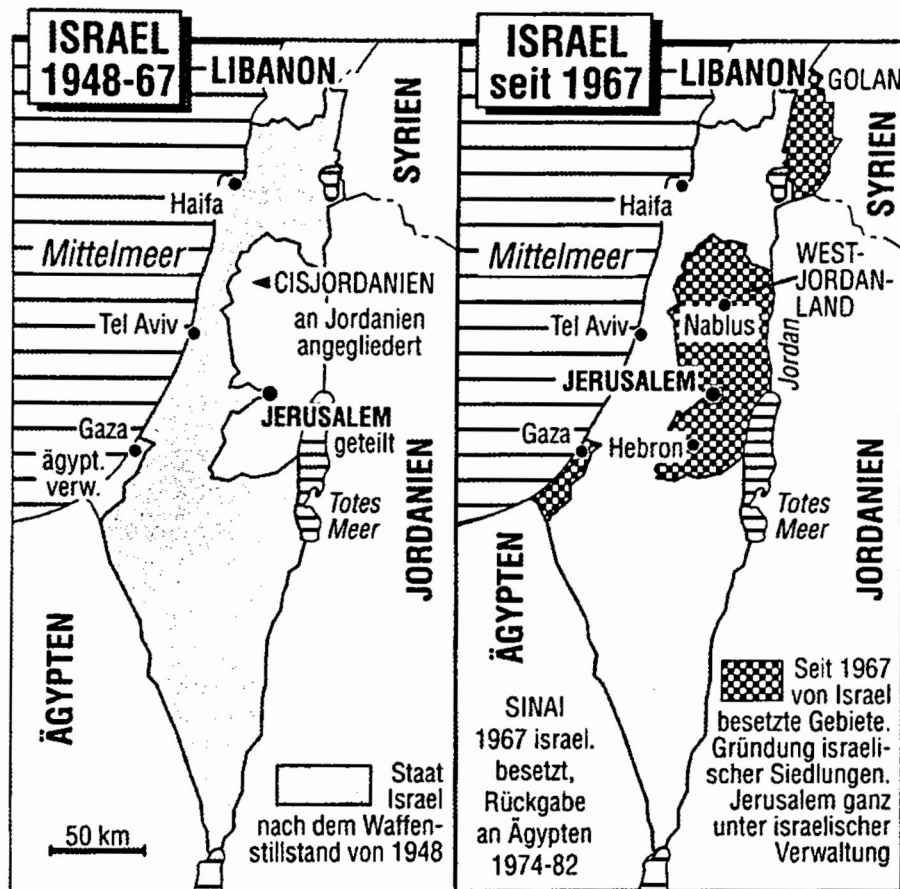 ISRAEL
1948-67
LIBANON
SYRIEN
Haifa
Mittelmeer
CISJORDANIEN
an Jordanien
angegliedert
Tel Aviv
JERUSALEM
geteilt
Gaza
ägypt.
verw.
Totes
Meer
JORDANIEN
ÄGYPTEN
Staat
Israel
nach dem Waffen-
stillstand von 1948
50 km
ISRAEL
seit 1967
LIBANON
GOLAN
SYRIEN
Haifa
Mittelmeer
WEST-
JORDAN-
LAND
Tel Aviv
Nablus
Jordan
JERUSALEM
Gaza
Hebron
Totes
Meer
JORDANIEN
ÄGYPTEN
SINAI
1967 israel.
besetzt,
Rückgabe
an Ägypten
1974-82
Seit 1967
von Israel
besetzte Gebiete.
Gründung israeli-
scher Siedlungen.
Jerusalem ganz
unter israelischer
Verwaltung